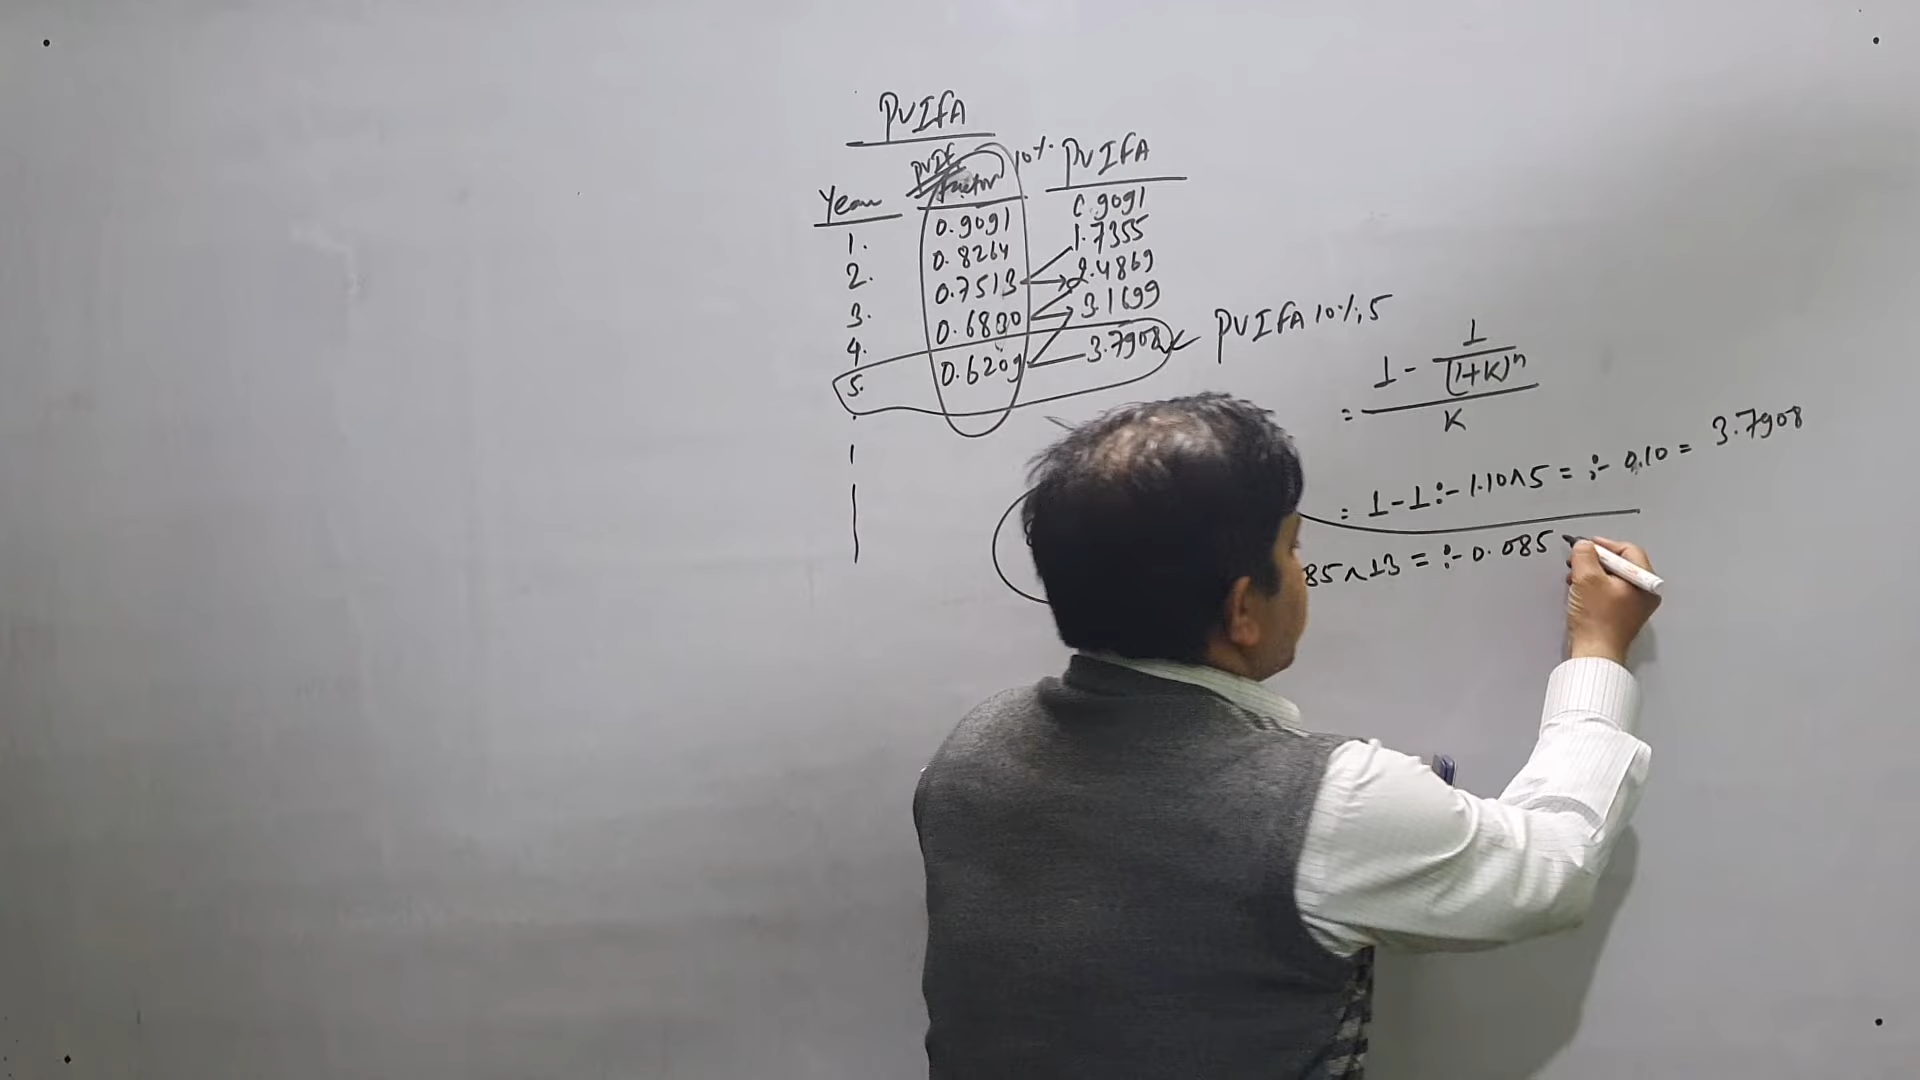 PVIFA
PVIF 10% PVIFA
Year factor
1. 0.9091 0.9091
2. 0.8264 1.7355
3. 0.7513 2.4869
4. 0.6830 3.1699
5. 0.6209 3.7908 ← PVIFA 10%, 5
= 1 - 1/(1+K)^n
K
= 1 - 1 ÷ 1.10^5 = ÷ 0.10 = 3.7908
85^13 = ÷ 0.085